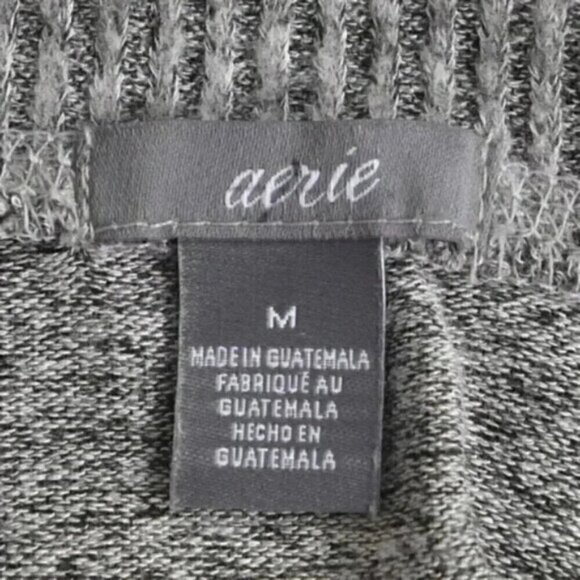 aerie
M
MADE IN GUATEMALA
FABRIQUÉ AU
GUATEMALA
HECHO EN
GUATEMALA